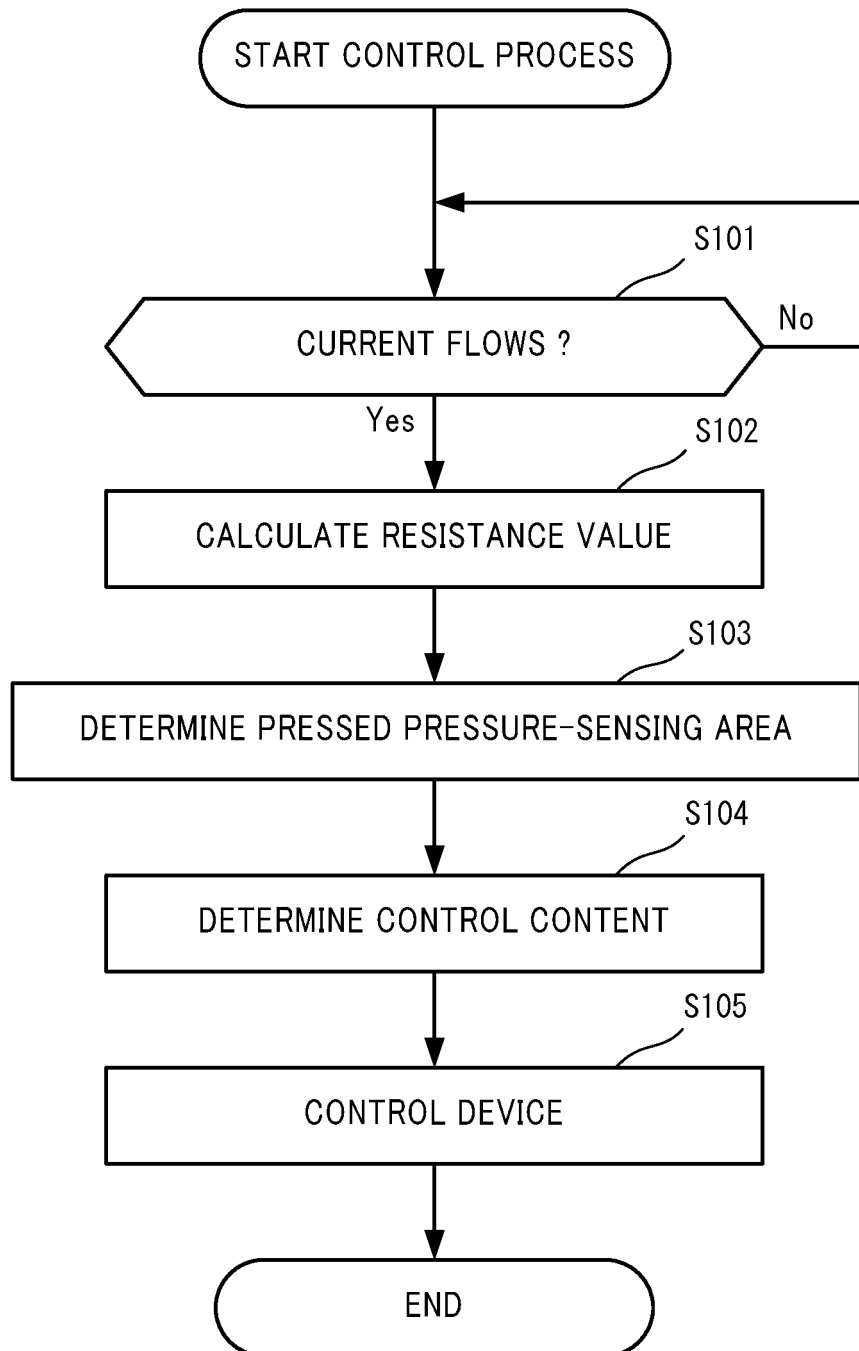 START CONTROL PROCESS
S101
CURRENT FLOWS ?
No
Yes
S102
CALCULATE RESISTANCE VALUE
S103
DETERMINE PRESSED PRESSURE-SENSING AREA
S104
DETERMINE CONTROL CONTENT
S105
CONTROL DEVICE
END